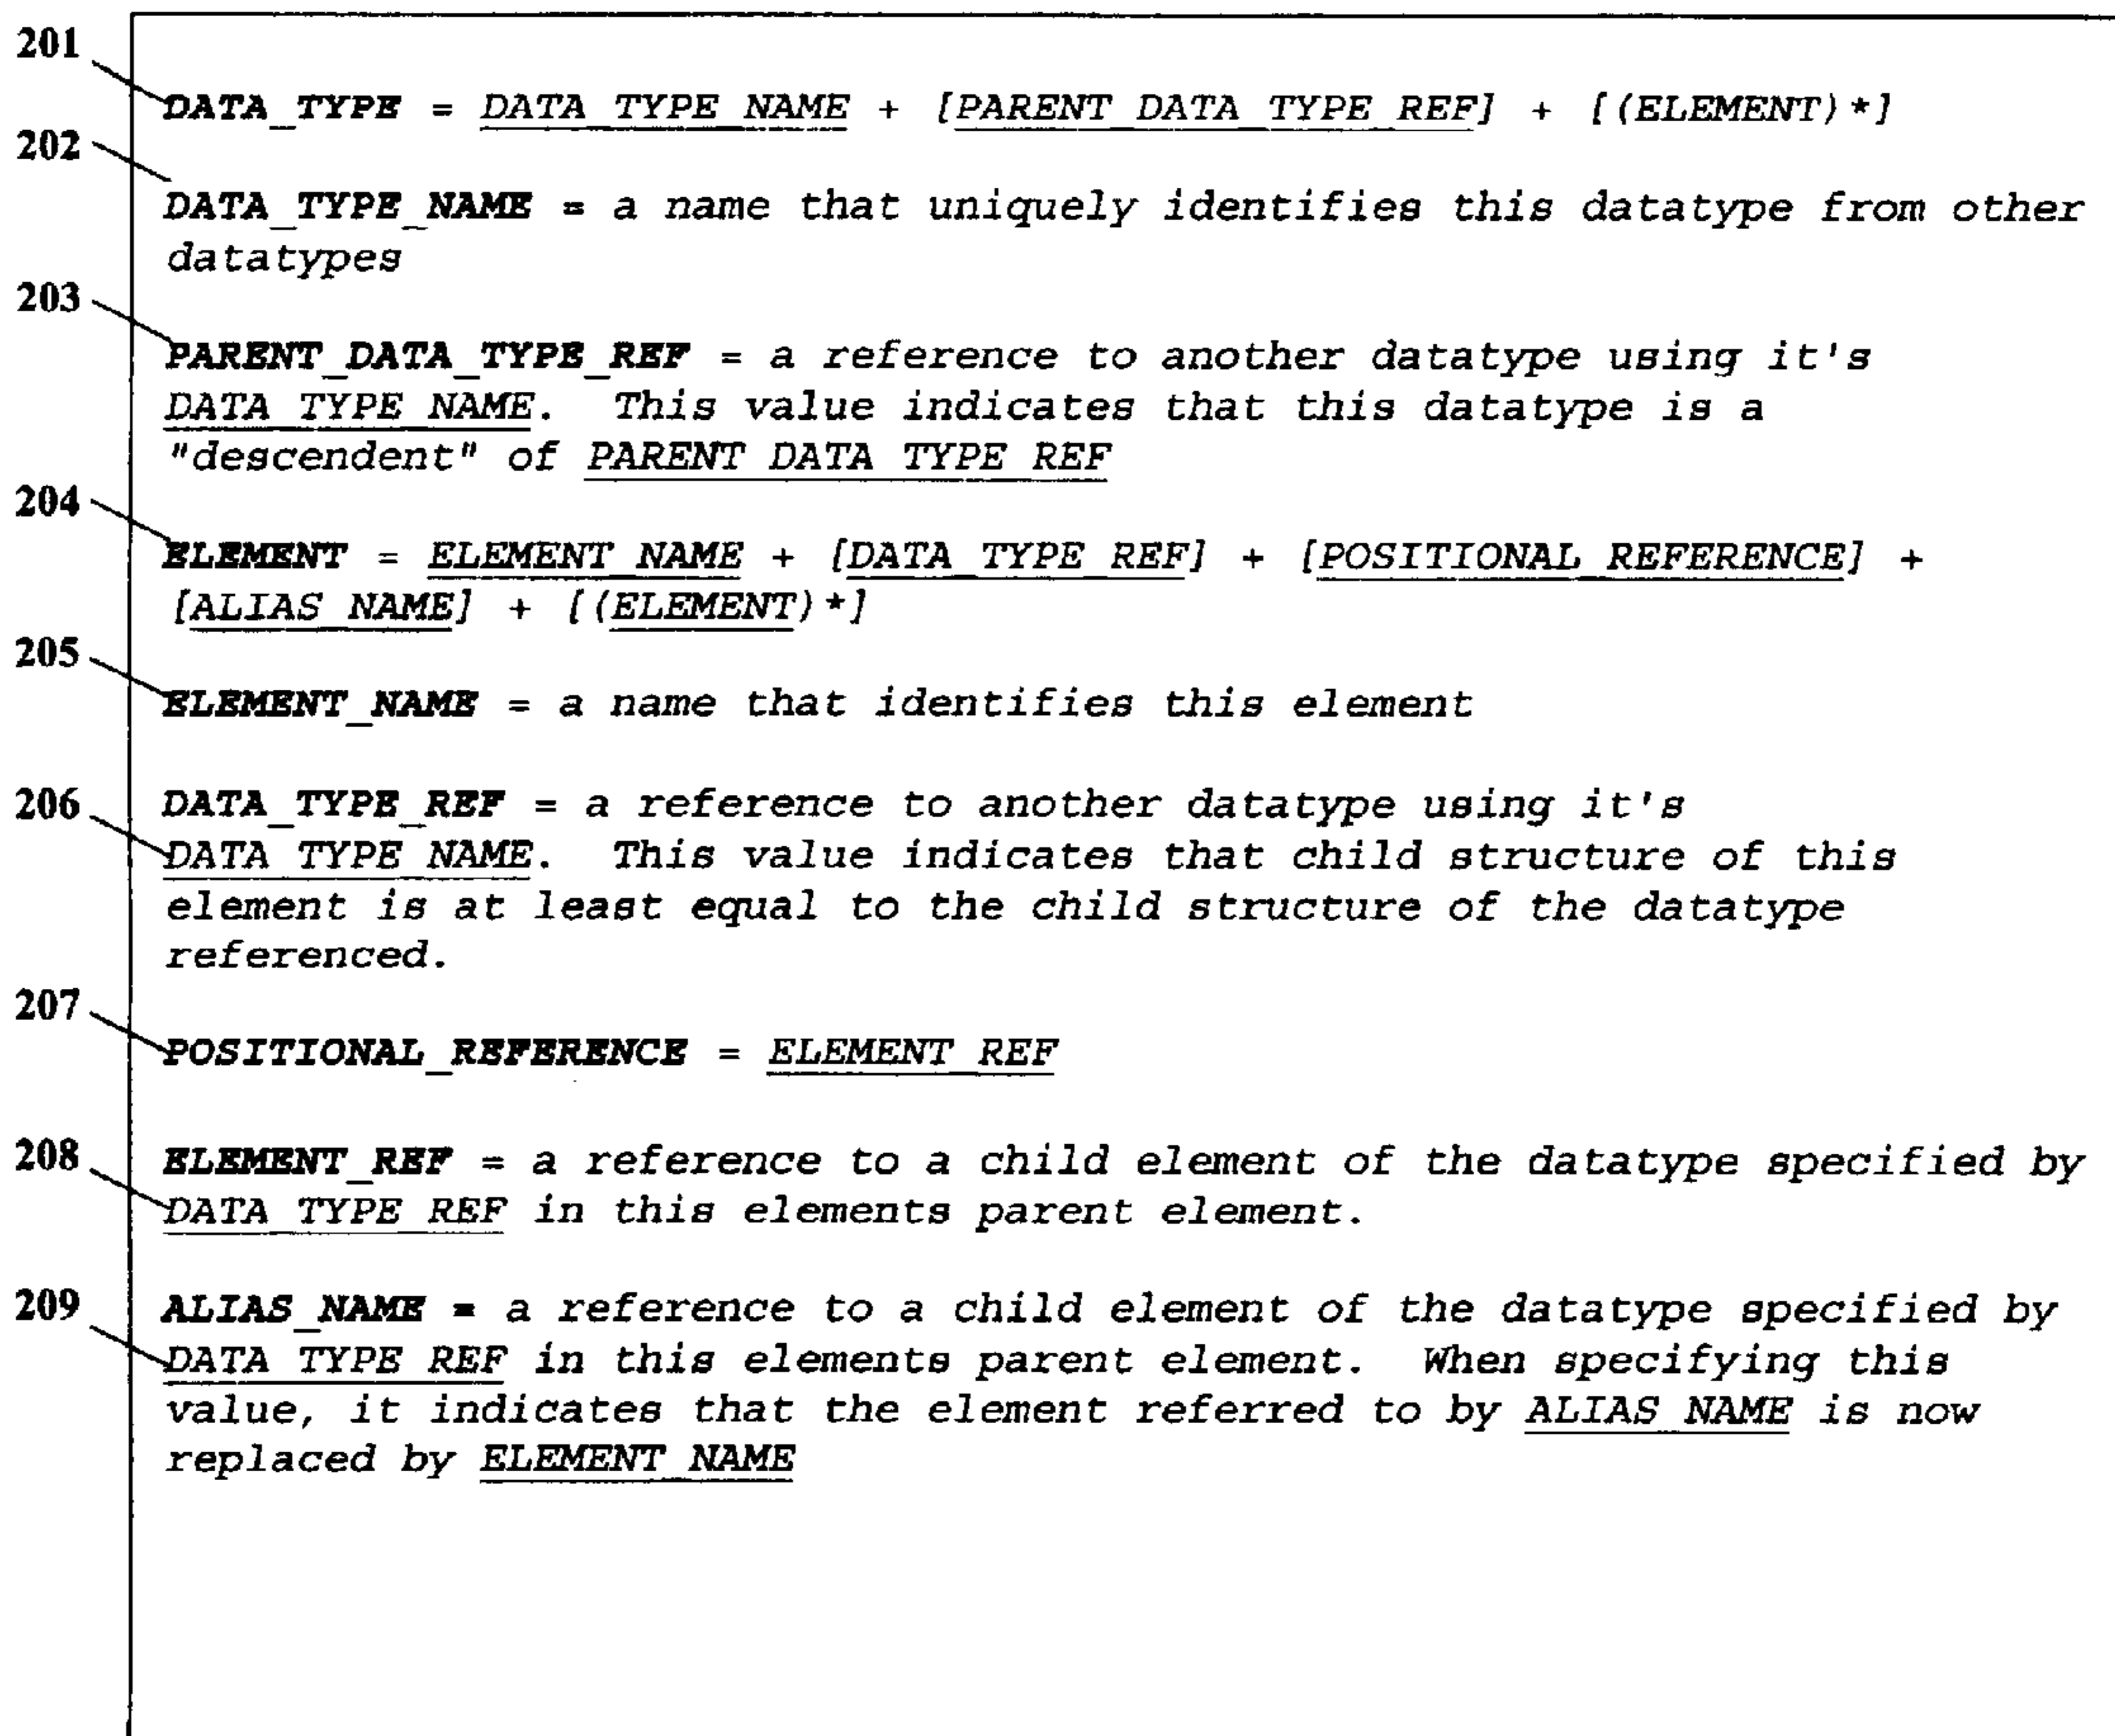 201
DATA_TYPE = DATA_TYPE_NAME + [PARENT_DATA_TYPE_REF] + [(ELEMENT)*]
202
DATA_TYPE_NAME = a name that uniquely identifies this datatype from other
datatypes
203
PARENT_DATA_TYPE_REF = a reference to another datatype using it's
DATA_TYPE_NAME. This value indicates that this datatype is a
"descendent" of PARENT_DATA_TYPE_REF
204
ELEMENT = ELEMENT_NAME + [DATA_TYPE_REF] + [POSITIONAL_REFERENCE] +
[ALIAS_NAME] + [(ELEMENT)*]
205
ELEMENT_NAME = a name that identifies this element
206 DATA_TYPE_REF = a reference to another datatype using it's
DATA_TYPE_NAME. This value indicates that child structure of this
element is at least equal to the child structure of the datatype
referenced.
207
POSITIONAL_REFERENCE = ELEMENT_REF
208 ELEMENT_REF = a reference to a child element of the datatype specified by
DATA_TYPE_REF in this elements parent element.
209 ALIAS_NAME = a reference to a child element of the datatype specified by
DATA_TYPE_REF in this elements parent element. When specifying this
value, it indicates that the element referred to by ALIAS_NAME is now
replaced by ELEMENT_NAME